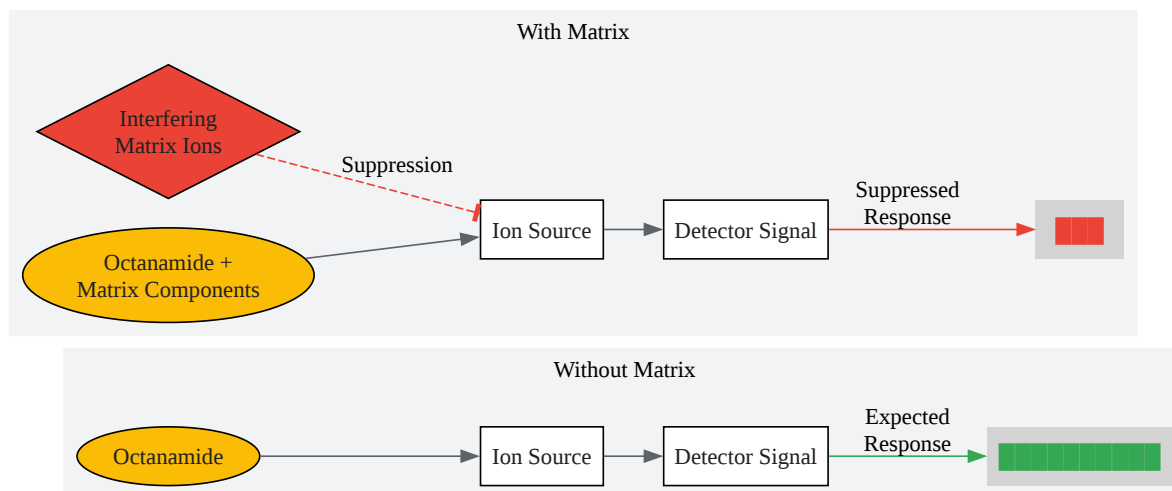 With Matrix
Interfering
Matrix Ions
Suppression
Octanamide +
Matrix Components
Ion Source
Detector Signal
Suppressed
Response
███
Without Matrix
Octanamide
Ion Source
Detector Signal
Expected
Response
██████████